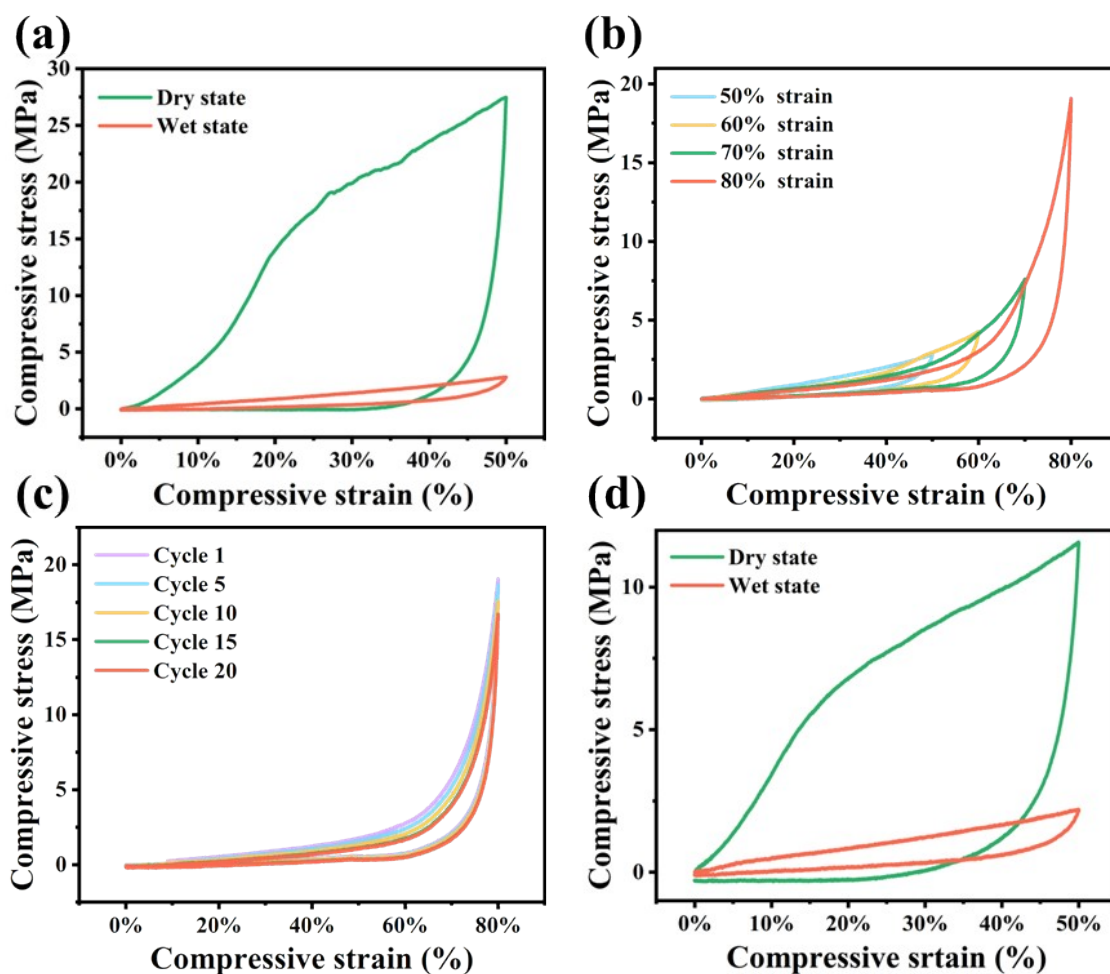 (a)
Compressive stress (MPa)
30
25
20
15
10
5
0
Dry state
Wet state
0% 10% 20% 30% 40% 50%
Compressive strain (%)
(b)
Compressive stress (MPa)
20
15
10
5
0
50% strain
60% strain
70% strain
80% strain
0% 20% 40% 60% 80%
Compressive strain (%)
(c)
Compressive stress (MPa)
20
15
10
5
0
Cycle 1
Cycle 5
Cycle 10
Cycle 15
Cycle 20
0% 20% 40% 60% 80%
Compressive strain (%)
(d)
Compressive stress (MPa)
10
5
0
Dry state
Wet state
0% 10% 20% 30% 40% 50%
Compressive srtain (%)